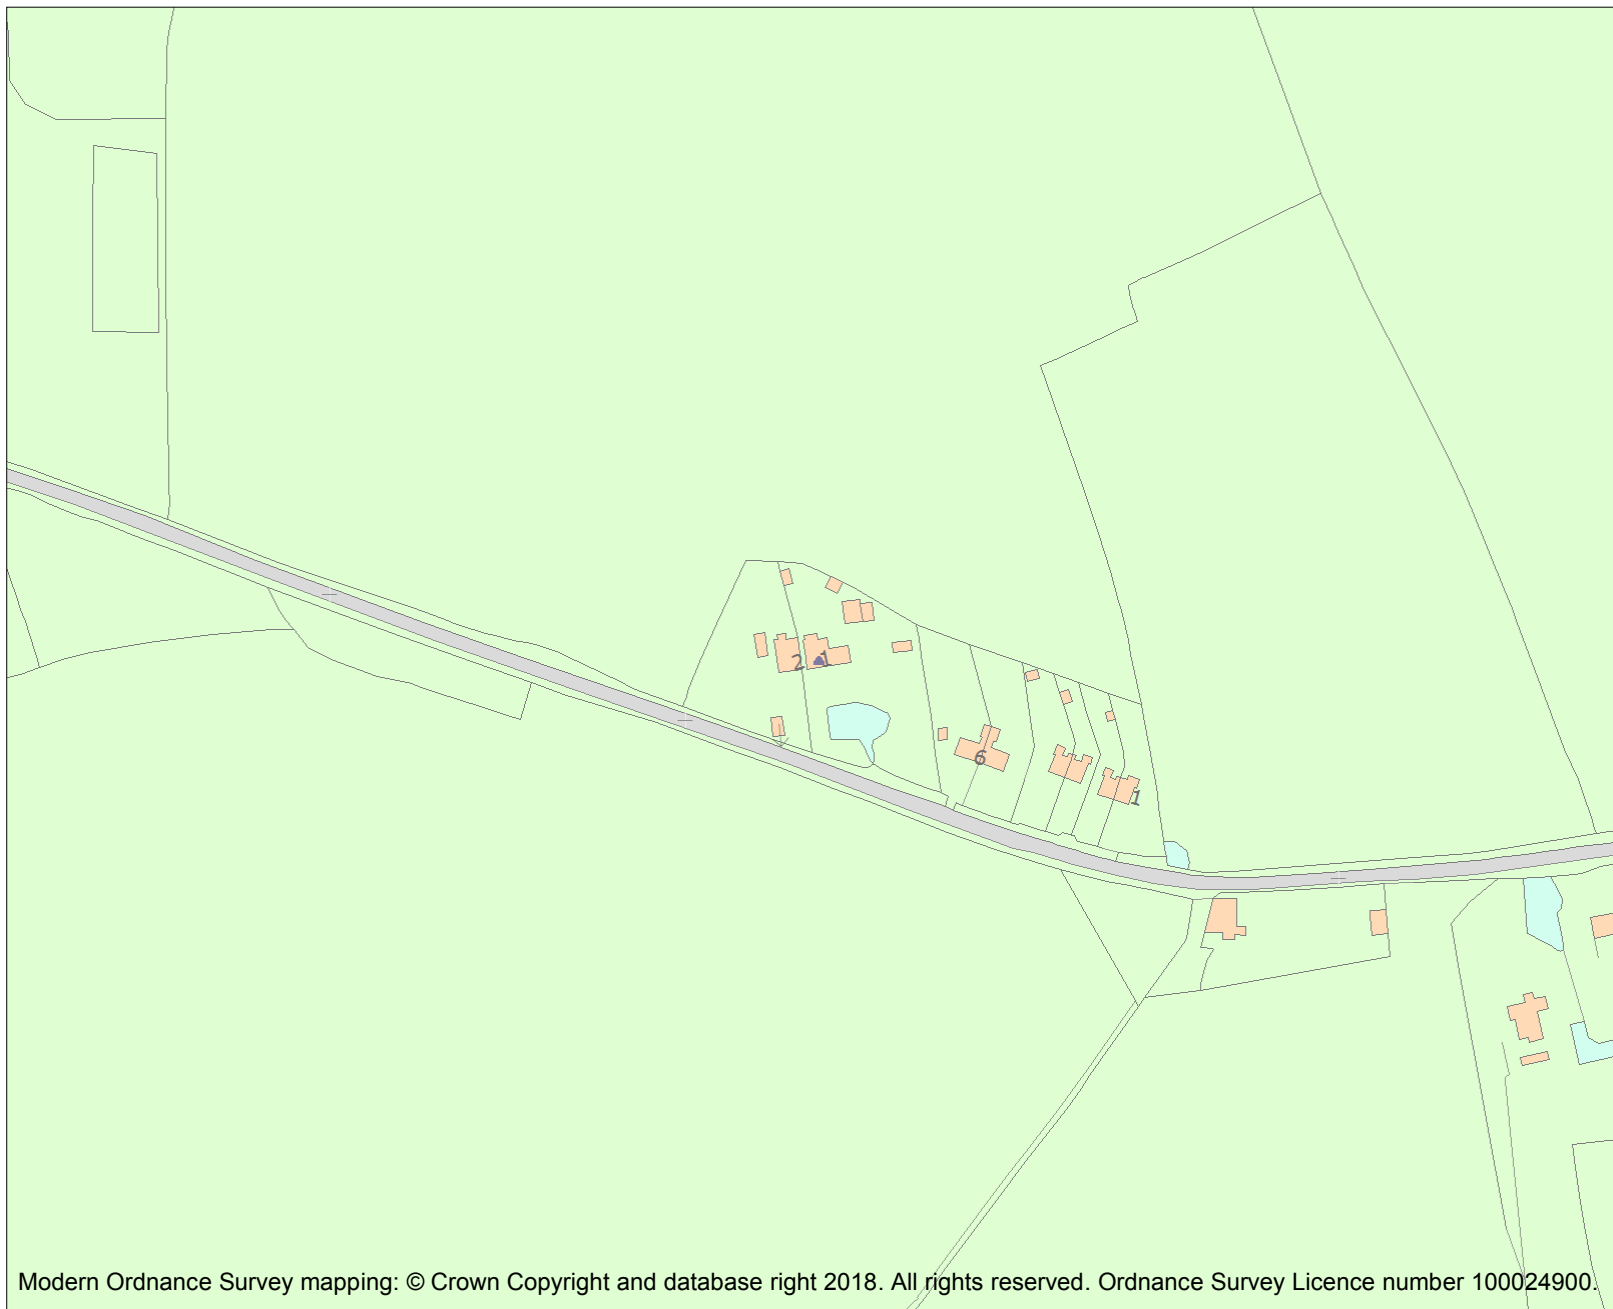 2 1
6
1
Modern Ordnance Survey mapping: © Crown Copyright and database right 2018. All rights reserved. Ordnance Survey Licence number 100024900.